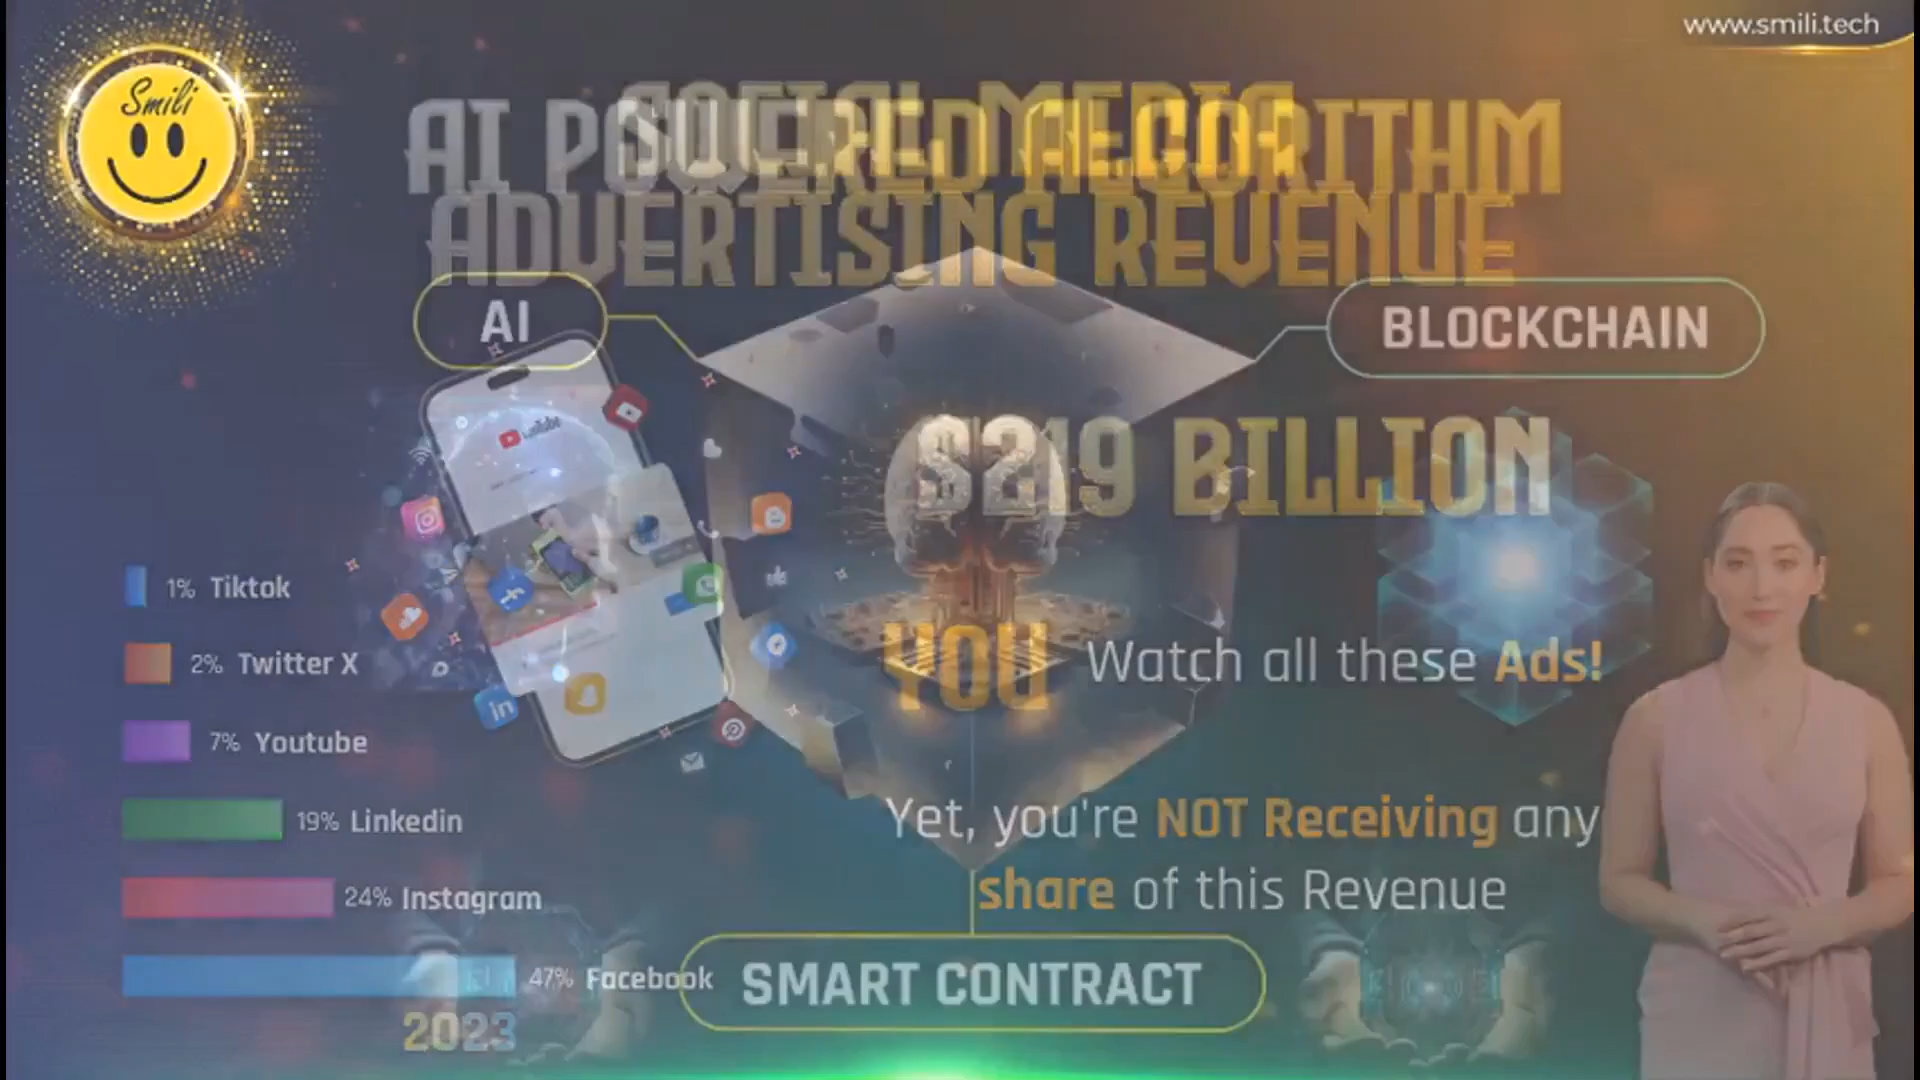 www.smili.tech
Smili
SOCIAL MEDIA
AI POWERED ALGORITHM
ADVERTISING REVENUE
AI
BLOCKCHAIN
YouTube
$219 BILLION
1% Tiktok
2% Twitter X
7% Youtube
19% Linkedin
24% Instagram
47% Facebook
2023
YOU Watch all these Ads!
Yet, you're NOT Receiving any
share of this Revenue
SMART CONTRACT